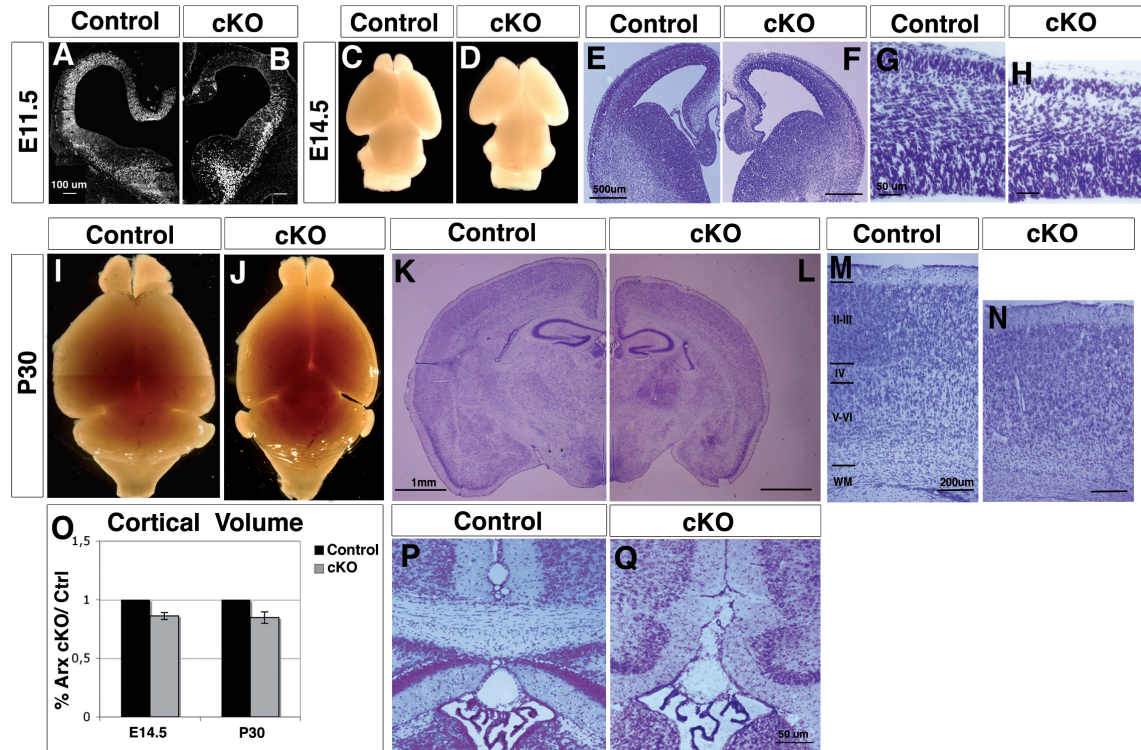 Control cKO Control cKO Control cKO Control cKO
E11.5
A B
100 um
E14.5
C D E F G H
500um
50 um
Control cKO Control cKO Control cKO
P30
I J K L M N
II-III
IV
V-VI
WM
1mm
200um
O Cortical Volume
% Arx cKO/ Ctrl
1,5
1
0,5
0
Control
cKO
E14.5 P30
Control cKO
P Q
50 um